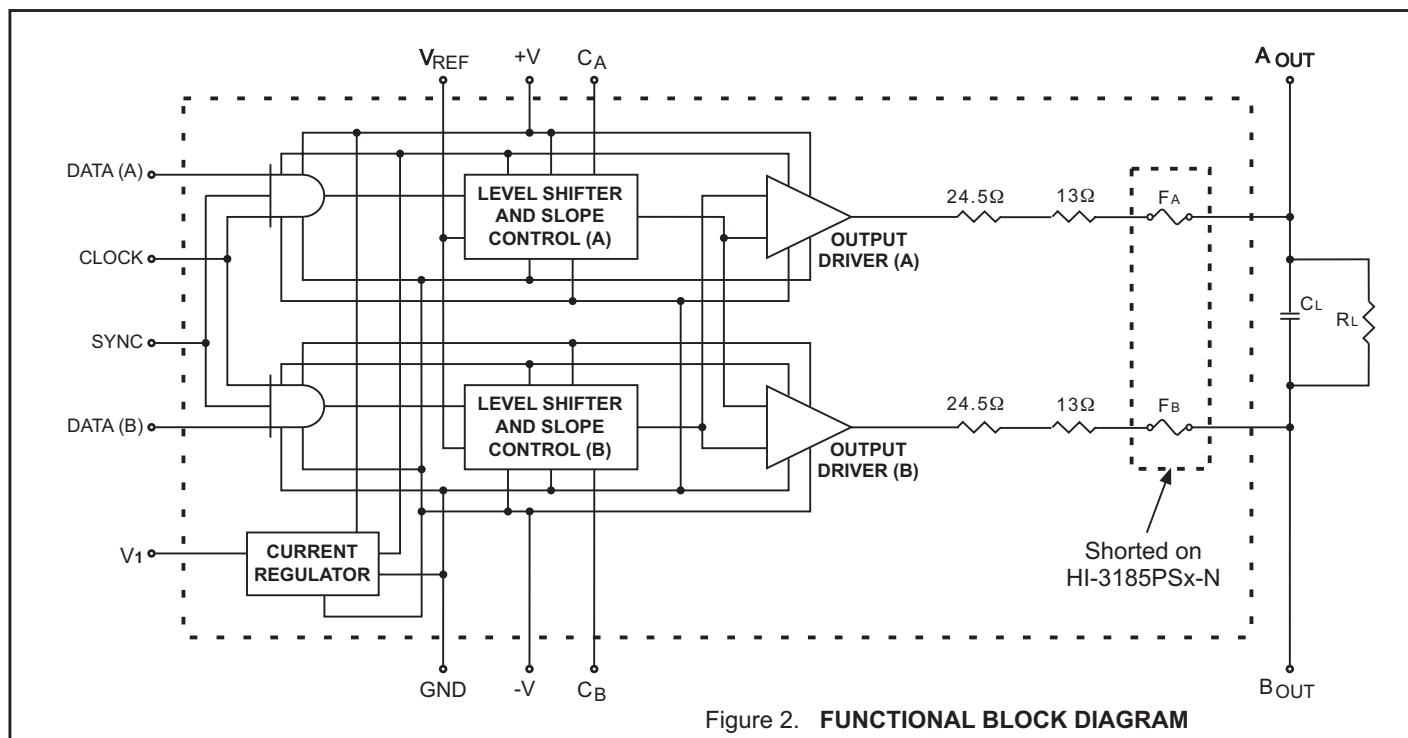 VREF
+V
CA
AOUT
DATA (A)
LEVEL SHIFTER
AND SLOPE
CONTROL (A)
24.5Ω
13Ω
FA
OUTPUT
DRIVER (A)
CLOCK
CL
RL
SYNC
DATA (B)
LEVEL SHIFTER
AND SLOPE
CONTROL (B)
24.5Ω
13Ω
FB
OUTPUT
DRIVER (B)
V1
CURRENT
REGULATOR
Shorted on
HI-3185PSx-N
GND
-V
CB
BOUT
Figure 2. FUNCTIONAL BLOCK DIAGRAM